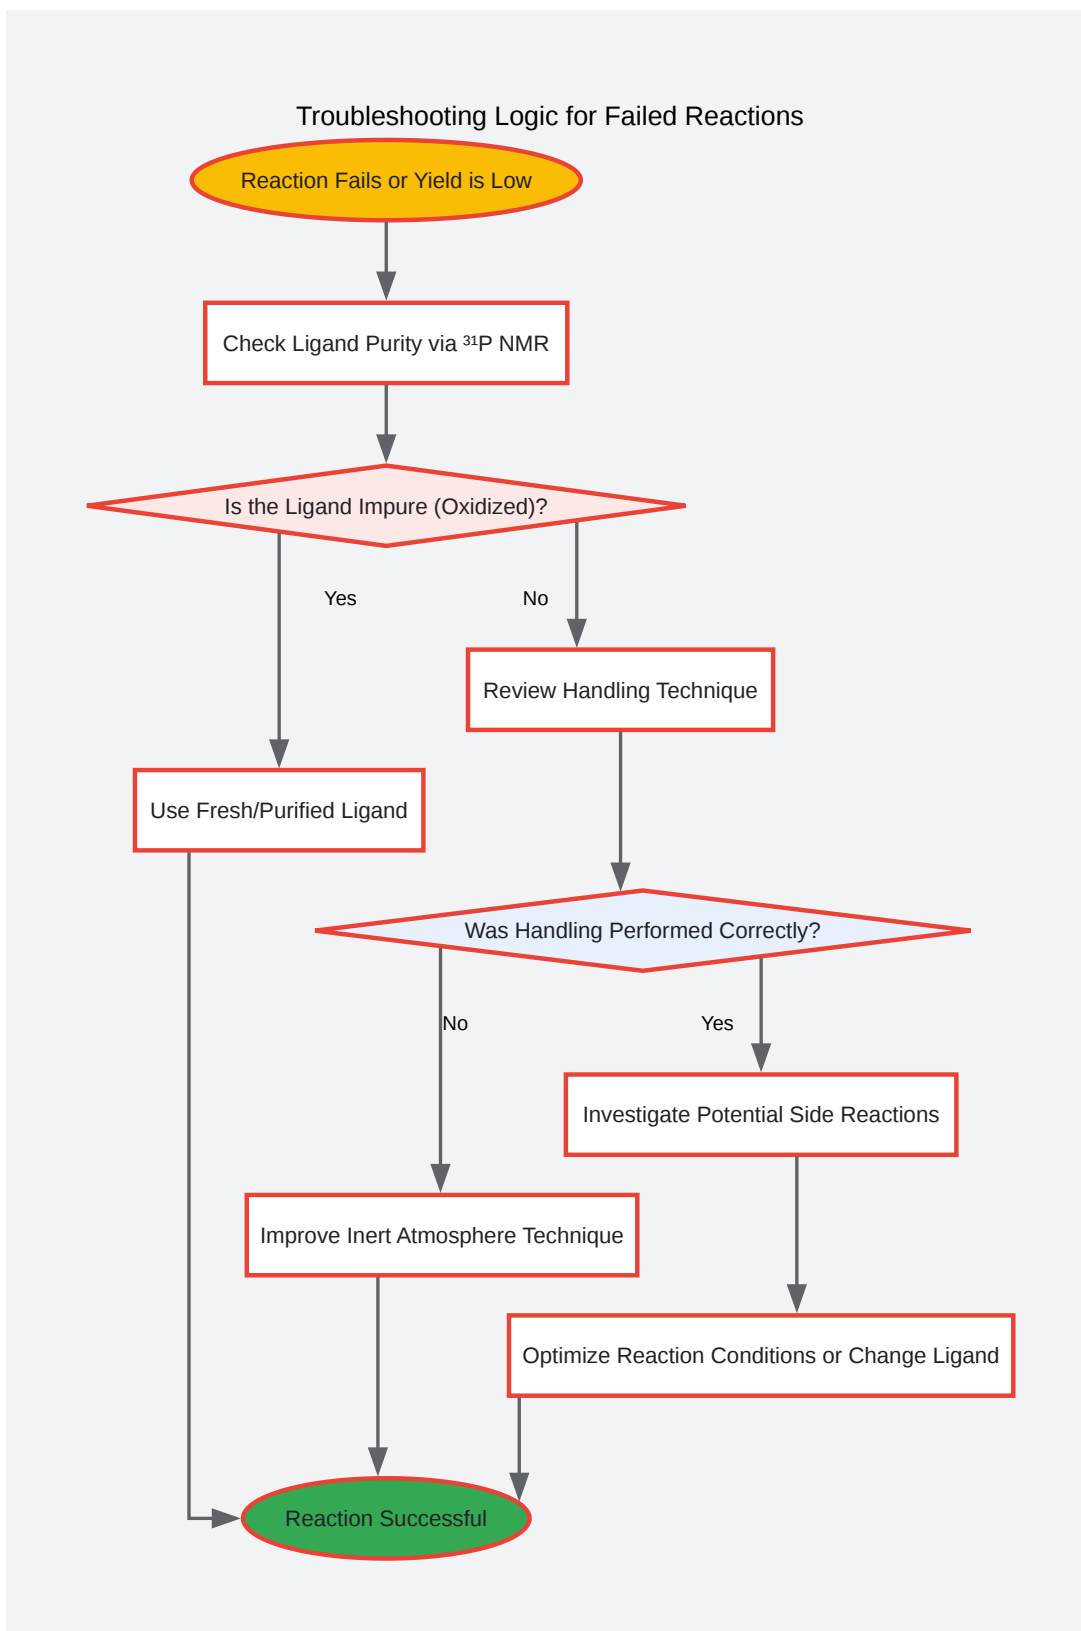 Troubleshooting Logic for Failed Reactions
Reaction Fails or Yield is Low
Check Ligand Purity via ³¹P NMR
Is the Ligand Impure (Oxidized)?
Yes
No
Review Handling Technique
Use Fresh/Purified Ligand
Was Handling Performed Correctly?
No
Yes
Investigate Potential Side Reactions
Improve Inert Atmosphere Technique
Optimize Reaction Conditions or Change Ligand
Reaction Successful